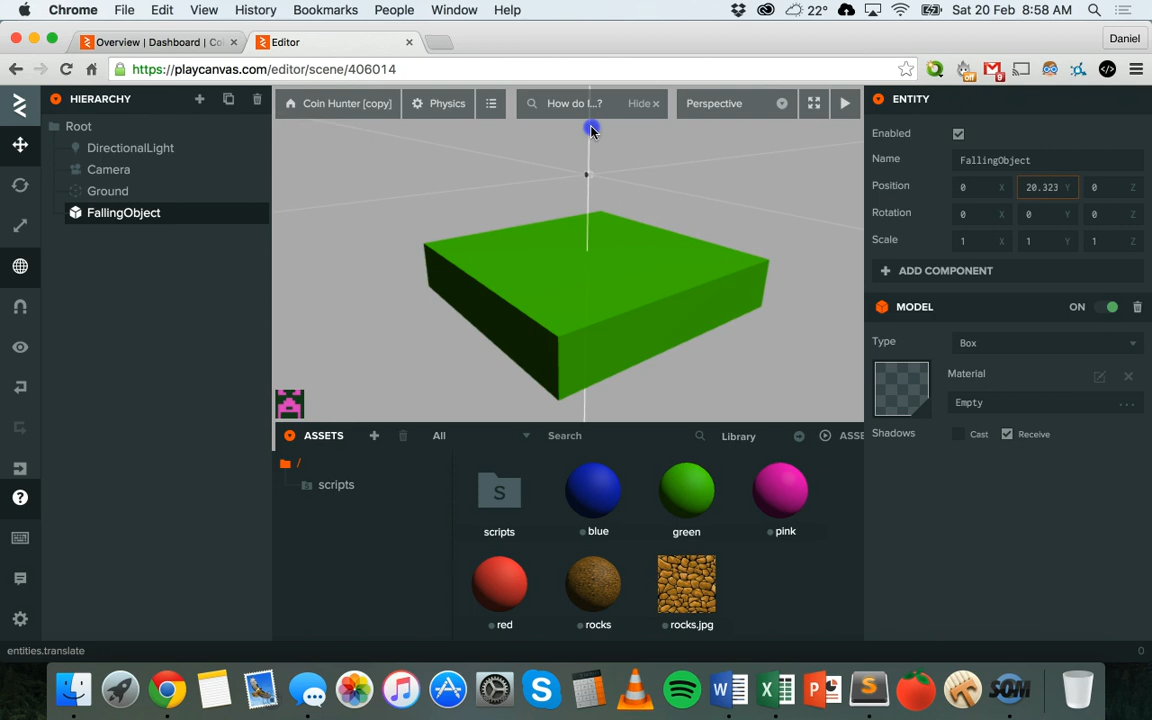 Chrome File Edit View History Bookmarks People Window Help 22° Sat 20 Feb 8:58 AM
Overview | Dashboard | Co × Editor × Daniel
https://playcanvas.com/editor/scene/406014
off 9
HIERARCHY
Coin Hunter [copy] Physics How do I...? Hide × Perspective
ENTITY
Root
DirectionalLight
Camera
Ground
FallingObject
Enabled
Name FallingObject
Position 0 X 20.323 Y 0 Z
Rotation 0 X 0 Y 0 Z
Scale 1 X 1 Y 1 Z
ADD COMPONENT
MODEL ON
Type Box
Material
Empty ...
Shadows Cast Receive
ASSETS All Search Library ASSE
/
scripts
S
scripts blue green pink
red rocks rocks.jpg
entities.translate 0
S W X P S SOM